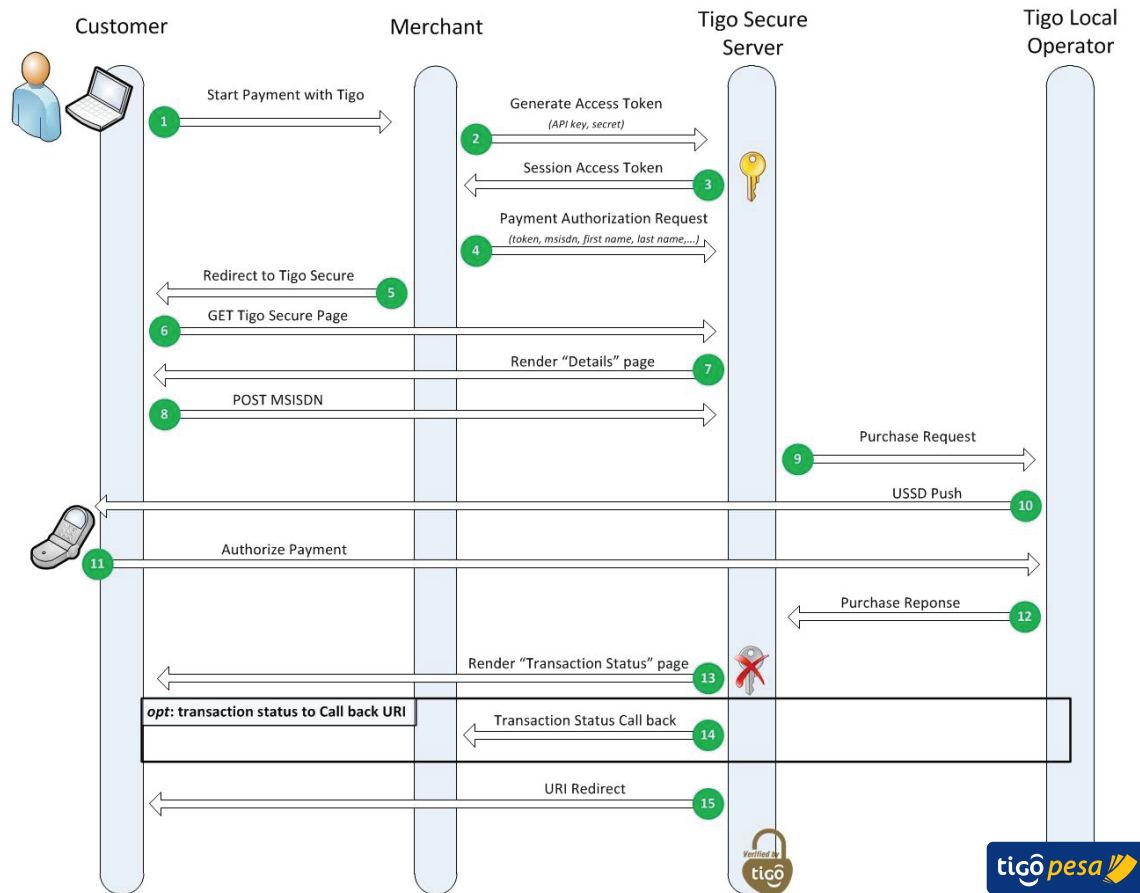 Customer
Merchant
Tigo Secure
Server
Tigo Local
Operator
Start Payment with Tigo
1
Generate Access Token
(API key, secret)
2
Session Access Token
3
Payment Authorization Request
(token, msisdn, first name, last name,...)
4
Redirect to Tigo Secure
5
GET Tigo Secure Page
6
Render “Details” page
7
POST MSISDN
8
Purchase Request
9
USSD Push
10
Authorize Payment
11
Purchase Reponse
12
Render “Transaction Status” page
13
opt: transaction status to Call back URI
Transaction Status Call back
14
URI Redirect
15
Verified by
tigo
tigo pesa